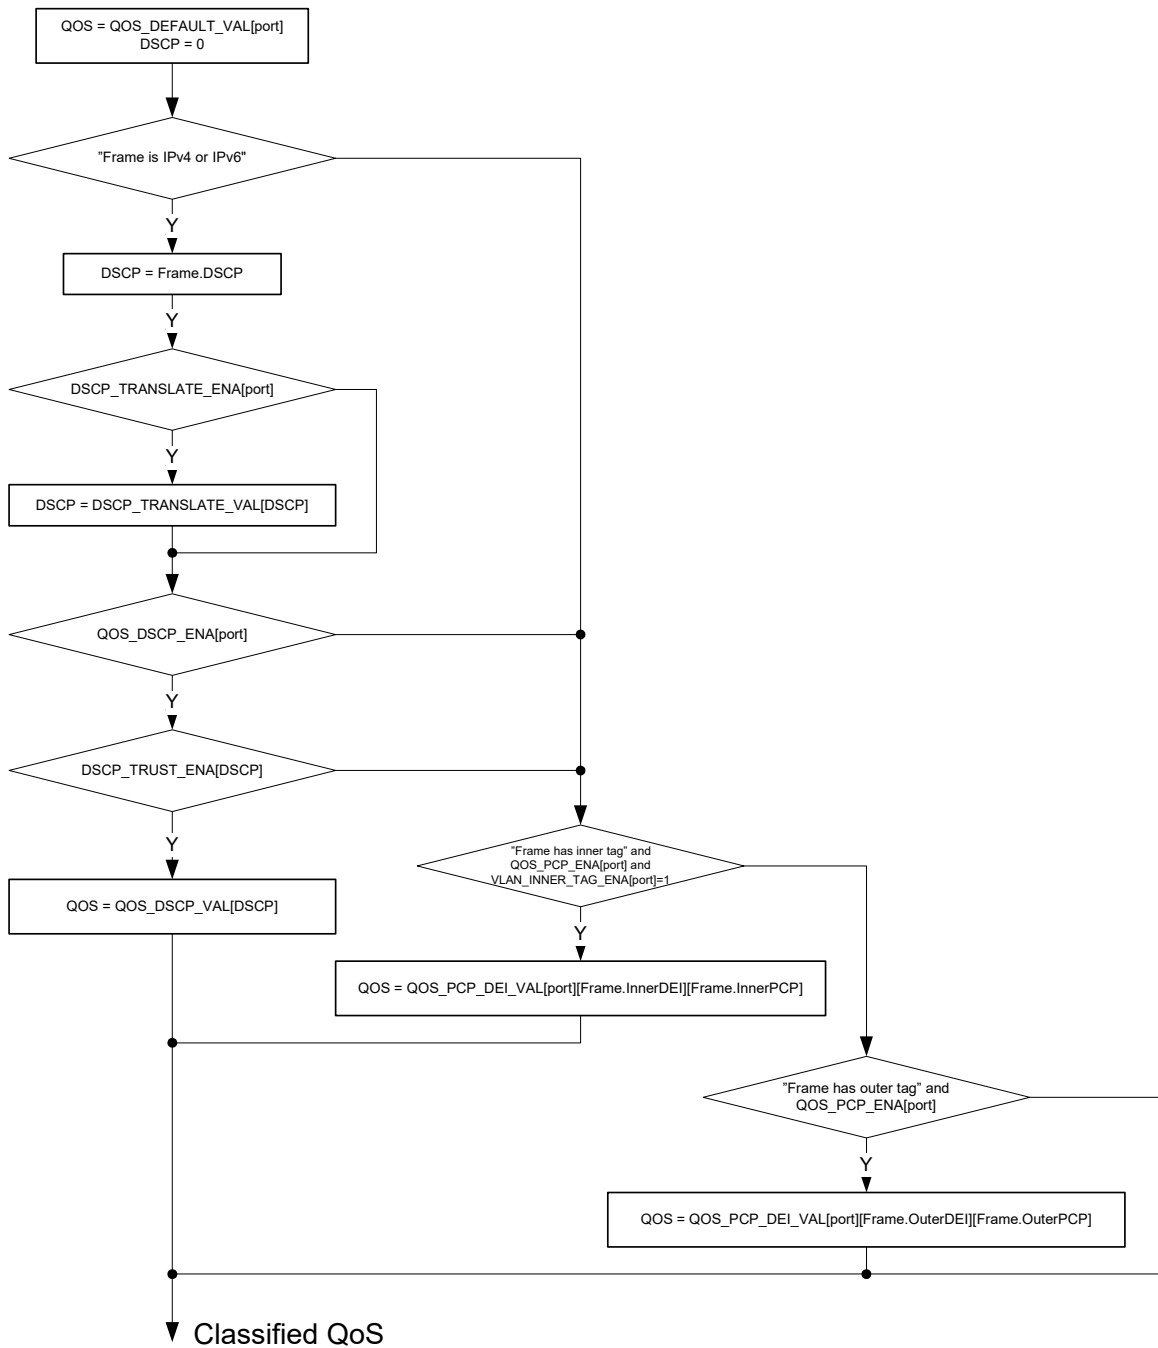 QOS = QOS_DEFAULT_VAL[port]
DSCP = 0
"Frame is IPv4 or IPv6"
Y
DSCP = Frame.DSCP
Y
DSCP_TRANSLATE_ENA[port]
Y
DSCP = DSCP_TRANSLATE_VAL[DSCP]
QOS_DSCP_ENA[port]
Y
DSCP_TRUST_ENA[DSCP]
Y
QOS = QOS_DSCP_VAL[DSCP]
"Frame has inner tag" and
QOS_PCP_ENA[port] and
VLAN_INNER_TAG_ENA[port]=1
Y
QOS = QOS_PCP_DEI_VAL[port][Frame.InnerDEI][Frame.InnerPCP]
"Frame has outer tag" and
QOS_PCP_ENA[port]
Y
QOS = QOS_PCP_DEI_VAL[port][Frame.OuterDEI][Frame.OuterPCP]
Classified QoS